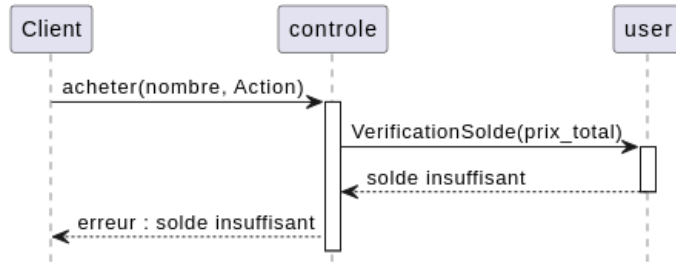 Client
controle
user
acheter(nombre, Action)
VerificationSolde(prix_total)
solde insuffisant
erreur : solde insuffisant